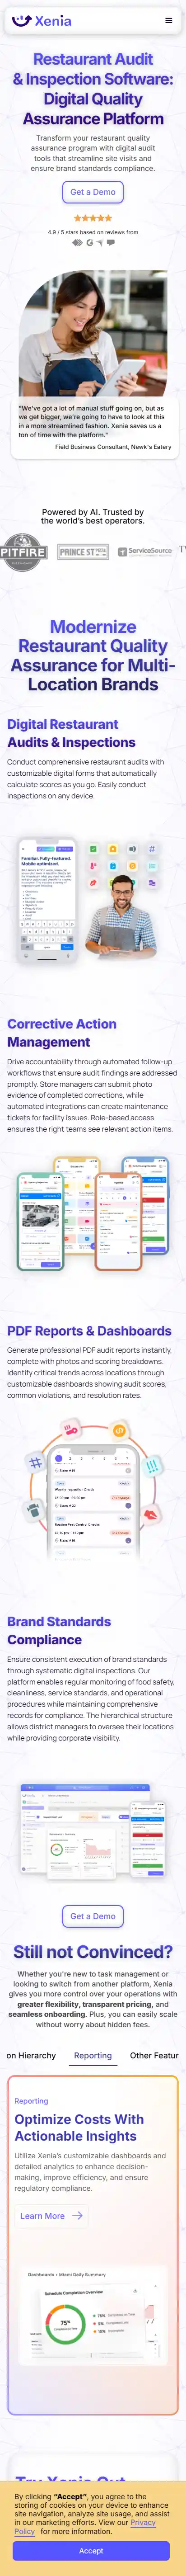 Xenia
Restaurant Audit
& Inspection Software:
Digital Quality
Assurance Platform
Transform your restaurant quality
assurance program with digital audit
tools that streamline site visits and
ensure brand standards compliance.
Get a Demo
4.9 / 5 stars based on reviews from
"We've got a lot of manual stuff going on, but as
we get bigger, we're going to have to look at this
in a more streamlined fashion. Xenia saves us a
ton of time with the platform."
Field Business Consultant, Newk's Eatery
Powered by AI. Trusted by
the world's best operators.
PITFIRE
PRINCE ST
ServiceSource
Modernize
Restaurant Quality
Assurance for Multi-
Location Brands
Digital Restaurant
Audits & Inspections
Conduct comprehensive restaurant audits with
customizable digital forms that automatically
calculate scores as you go. Easily conduct
inspections on any device.
Familiar. Fully-featured.
Mobile optimized.
Corrective Action
Management
Drive accountability through automated follow-up
workflows that ensure audit findings are addressed
promptly. Store managers can submit photo
evidence of completed corrections, while
automated integrations can create maintenance
tickets for facility issues. Role-based access
ensures the right teams see relevant action items.
PDF Reports & Dashboards
Generate professional PDF audit reports instantly,
complete with photos and scoring breakdowns.
Identify critical trends across locations through
customizable dashboards showing audit scores,
common violations, and resolution rates.
Brand Standards
Compliance
Ensure consistent execution of brand standards
through systematic digital inspections. Our
platform enables regular monitoring of food safety,
cleanliness, service standards, and operational
procedures while maintaining comprehensive
records for compliance. The hierarchical structure
allows district managers to oversee their locations
while providing corporate visibility.
Get a Demo
Still not Convinced?
Whether you're new to task management or
looking to switch from another platform, Xenia
gives you more control over your operations with
greater flexibility, transparent pricing, and
seamless onboarding. Plus, you can easily scale
without worry about hidden fees.
on Hierarchy Reporting Other Featur
Reporting
Optimize Costs With
Actionable Insights
Utilize Xenia's customizable dashboards and
detailed analytics to enhance decision-
making, improve efficiency, and ensure
regulatory compliance.
Learn More
Dashboards › Miami Daily Summary
Schedule Completion Overview
75%
Try Xenia Out
By clicking "Accept", you agree to the
storing of cookies on your device to enhance
site navigation, analyze site usage, and assist
in our marketing efforts. View our Privacy
Policy for more information.
Accept